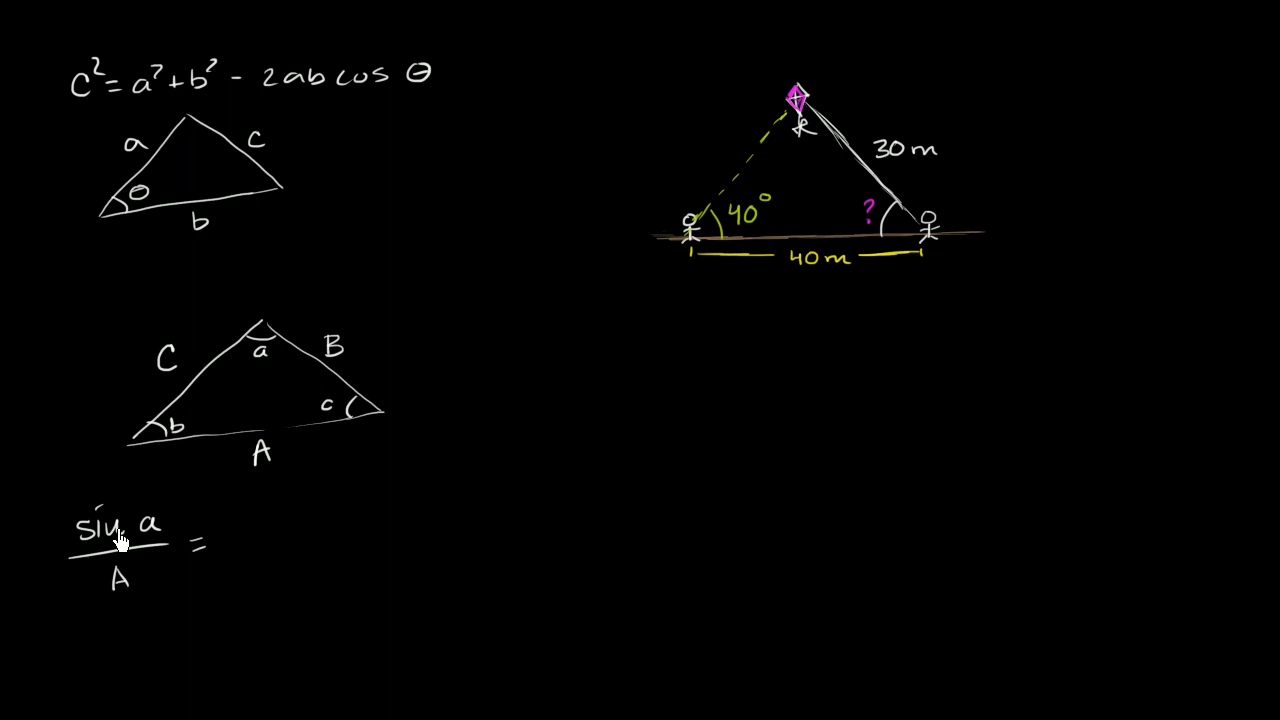 c² = a² + b² - 2ab cos θ
a
c
θ
b
30 m
40°
?
40 m
C
B
a
b
c
A
sin a
A
=